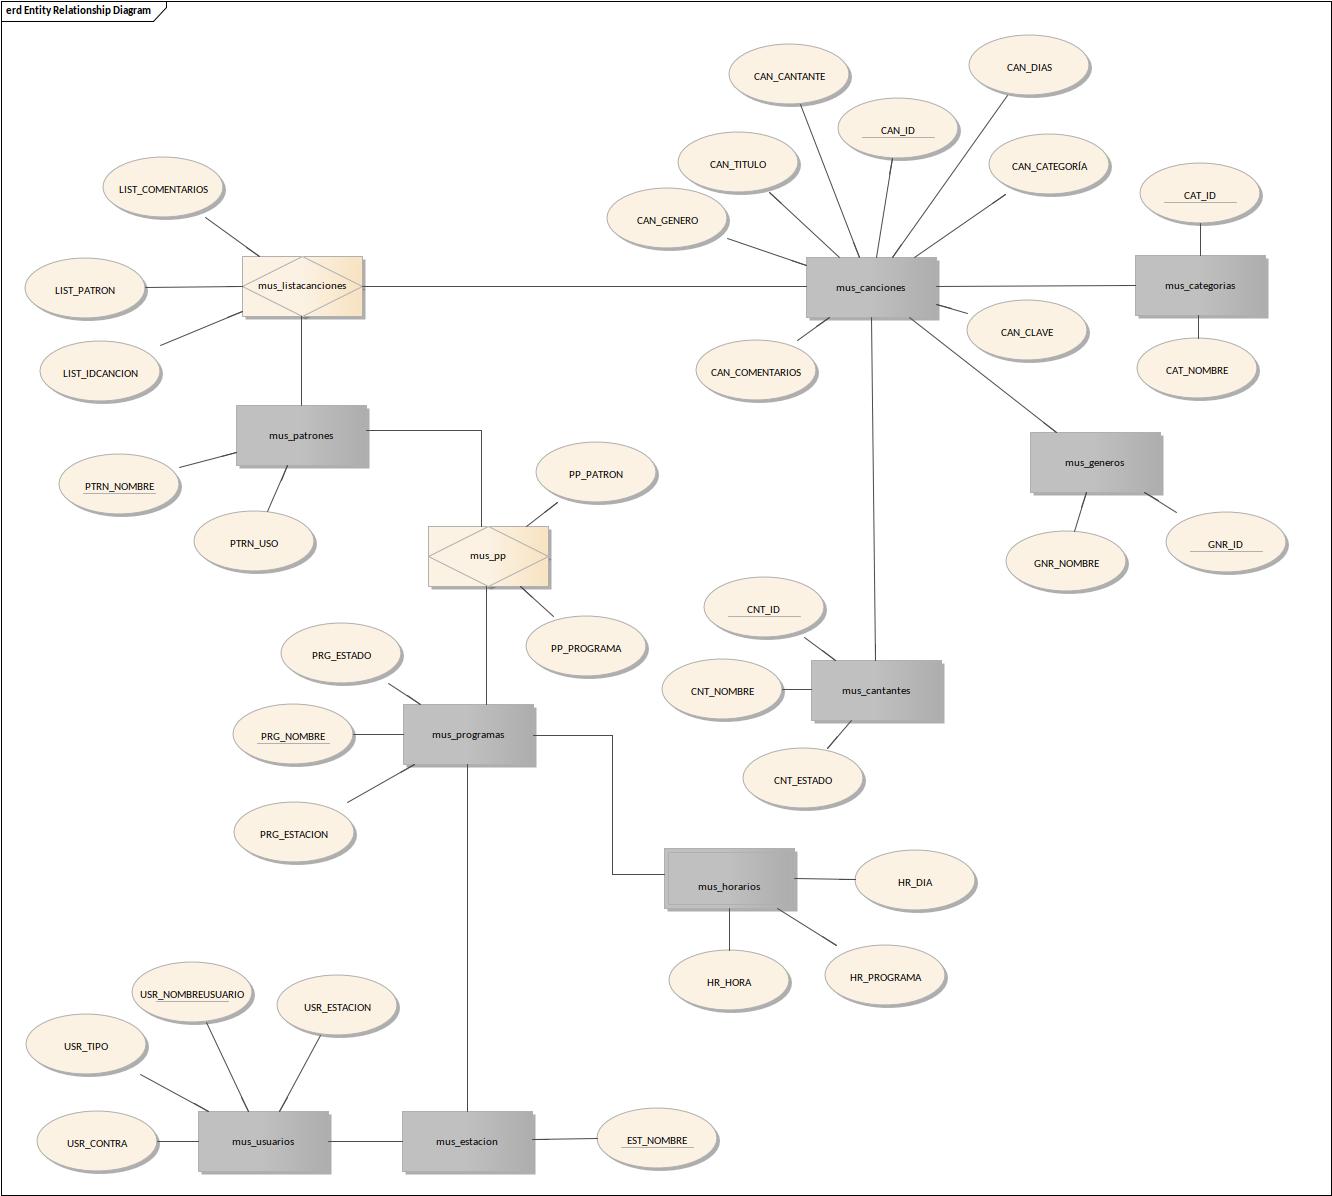 erd Entity Relationship Diagram
CAN_CANTANTE
CAN_DIAS
CAN_ID
CAN_TITULO
CAN_CATEGORÍA
CAN_GENERO
LIST_COMENTARIOS
CAT_ID
LIST_PATRON
mus_listacanciones
mus_canciones
mus_categorias
CAN_CLAVE
LIST_IDCANCION
CAN_COMENTARIOS
CAT_NOMBRE
mus_patrones
mus_generos
PTRN_NOMBRE
PP_PATRON
PTRN_USO
mus_pp
GNR_NOMBRE
GNR_ID
CNT_ID
PRG_ESTADO
PP_PROGRAMA
CNT_NOMBRE
mus_cantantes
PRG_NOMBRE
mus_programas
CNT_ESTADO
PRG_ESTACION
mus_horarios
HR_DIA
HR_HORA
HR_PROGRAMA
USR_NOMBREUSUARIO
USR_ESTACION
USR_TIPO
USR_CONTRA
mus_usuarios
mus_estacion
EST_NOMBRE